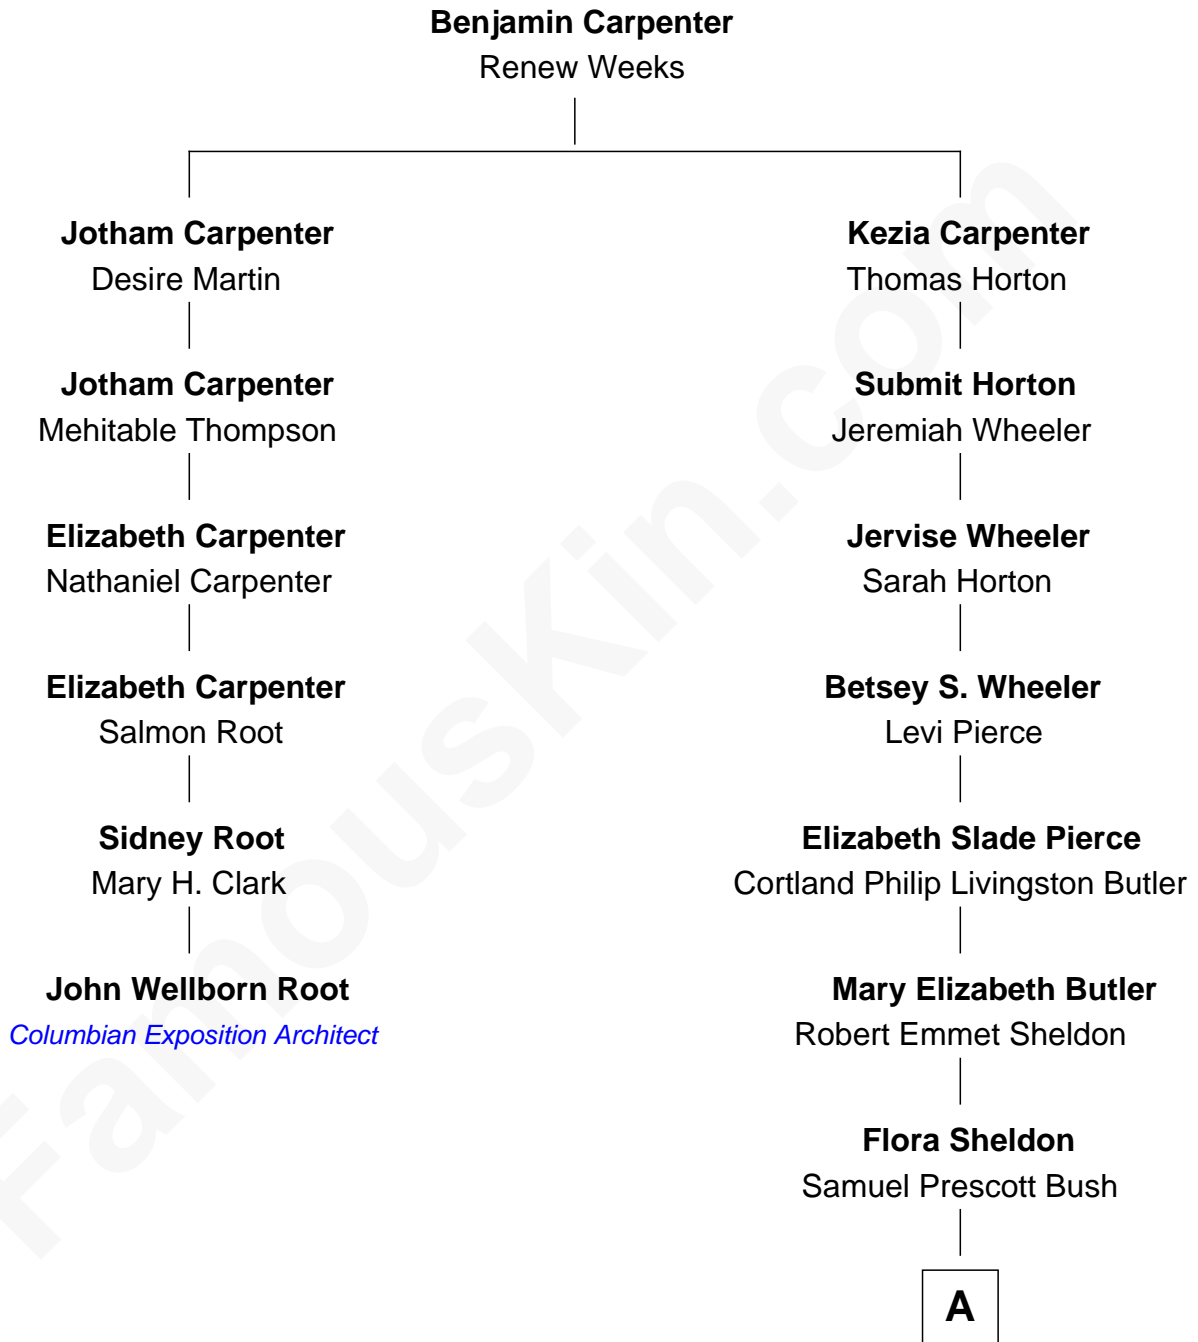 Benjamin Carpenter
Renew Weeks
Jotham Carpenter
Desire Martin
Jotham Carpenter
Mehitable Thompson
Elizabeth Carpenter
Nathaniel Carpenter
Elizabeth Carpenter
Salmon Root
Sidney Root
Mary H. Clark
John Wellborn Root
Columbian Exposition Architect
Kezia Carpenter
Thomas Horton
Submit Horton
Jeremiah Wheeler
Jervise Wheeler
Sarah Horton
Betsey S. Wheeler
Levi Pierce
Elizabeth Slade Pierce
Cortland Philip Livingston Butler
Mary Elizabeth Butler
Robert Emmet Sheldon
Flora Sheldon
Samuel Prescott Bush
A
FamousKin.com